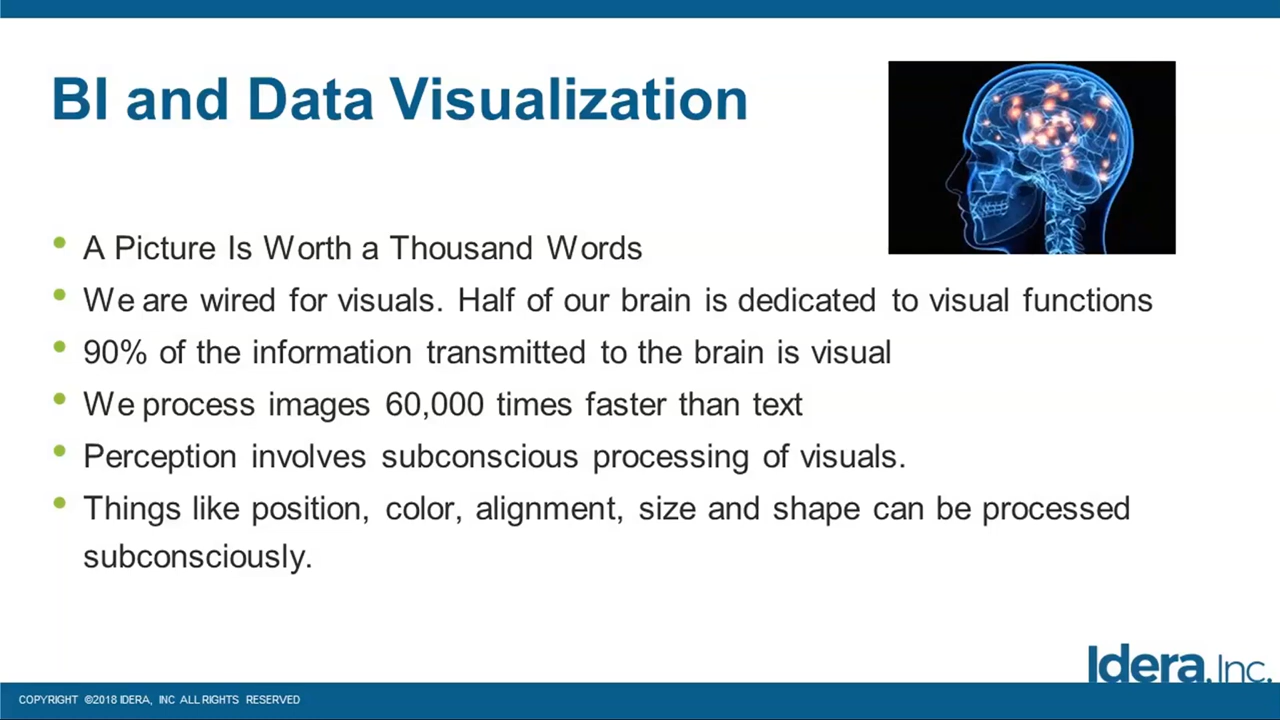 BI and Data Visualization
• A Picture Is Worth a Thousand Words
• We are wired for visuals. Half of our brain is dedicated to visual functions
• 90% of the information transmitted to the brain is visual
• We process images 60,000 times faster than text
• Perception involves subconscious processing of visuals.
• Things like position, color, alignment, size and shape can be processed
subconsciously.
Idera, Inc.
COPYRIGHT ©2018 IDERA, INC ALL RIGHTS RESERVED